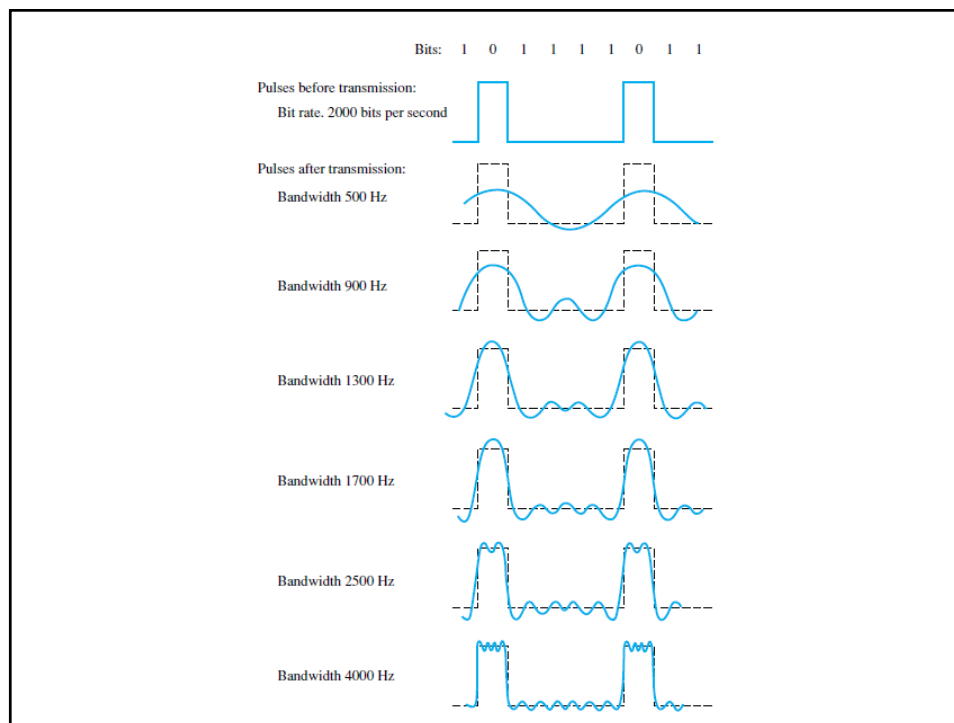 Bits: 1 0 1 1 1 1 0 1 1
Pulses before transmission:
Bit rate. 2000 bits per second
Pulses after transmission:
Bandwidth 500 Hz
Bandwidth 900 Hz
Bandwidth 1300 Hz
Bandwidth 1700 Hz
Bandwidth 2500 Hz
Bandwidth 4000 Hz